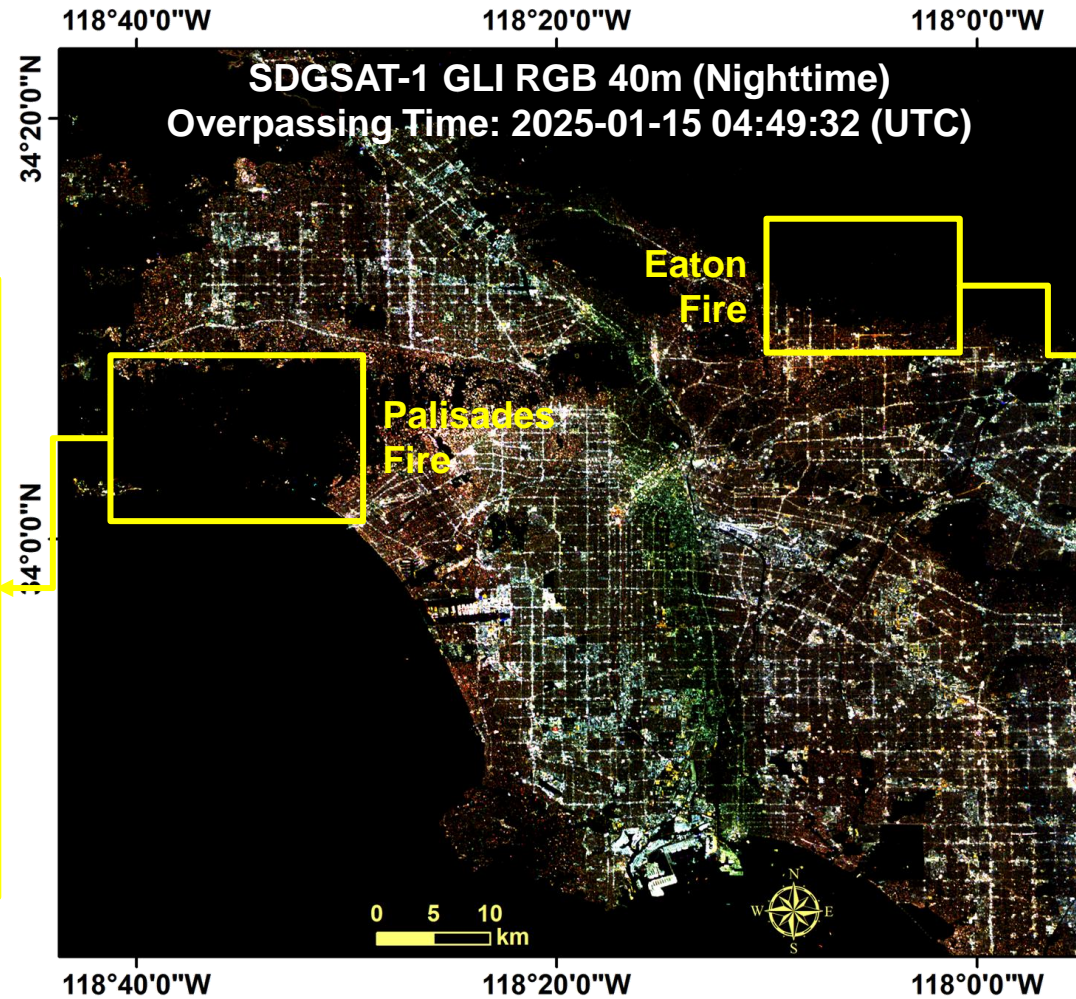 118°40'0"W 118°20'0"W 118°0'0"W
SDGSAT-1 GLI RGB 40m (Nighttime)
Overpassing Time: 2025-01-15 04:49:32 (UTC)
34°20'0"N
Eaton
Fire
Palisades
Fire
34°0'0"N
N
W E
S
0 5 10
km
118°40'0"W 118°20'0"W 118°0'0"W